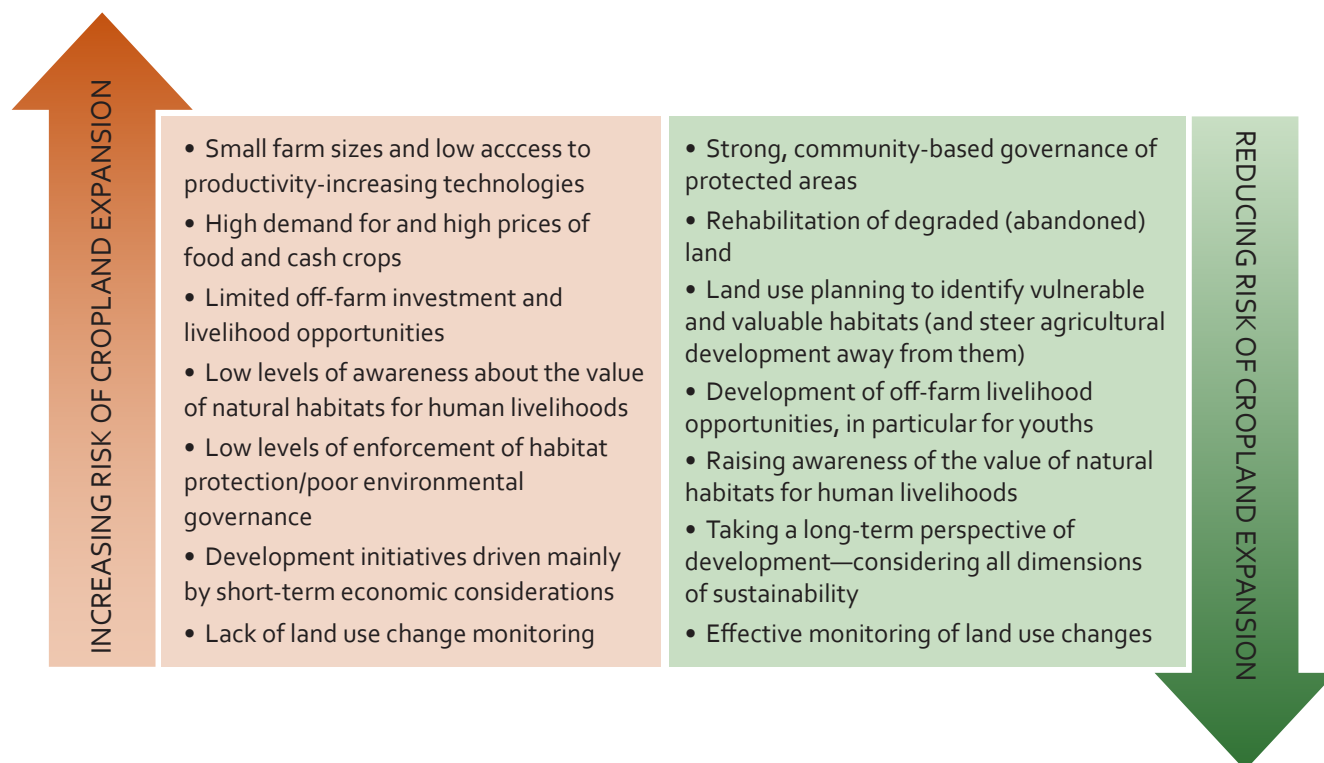 INCREASING RISK OF CROPLAND EXPANSION
• Small farm sizes and low acccess to
productivity-increasing technologies
• High demand for and high prices of
food and cash crops
• Limited off-farm investment and
livelihood opportunities
• Low levels of awareness about the value
of natural habitats for human livelihoods
• Low levels of enforcement of habitat
protection/poor environmental
governance
• Development initiatives driven mainly
by short-term economic considerations
• Lack of land use change monitoring
• Strong, community-based governance of
protected areas
• Rehabilitation of degraded (abandoned)
land
• Land use planning to identify vulnerable
and valuable habitats (and steer agricultural
development away from them)
• Development of off-farm livelihood
opportunities, in particular for youths
• Raising awareness of the value of natural
habitats for human livelihoods
• Taking a long-term perspective of
development—considering all dimensions
of sustainability
• Effective monitoring of land use changes
REDUCING RISK OF CROPLAND EXPANSION